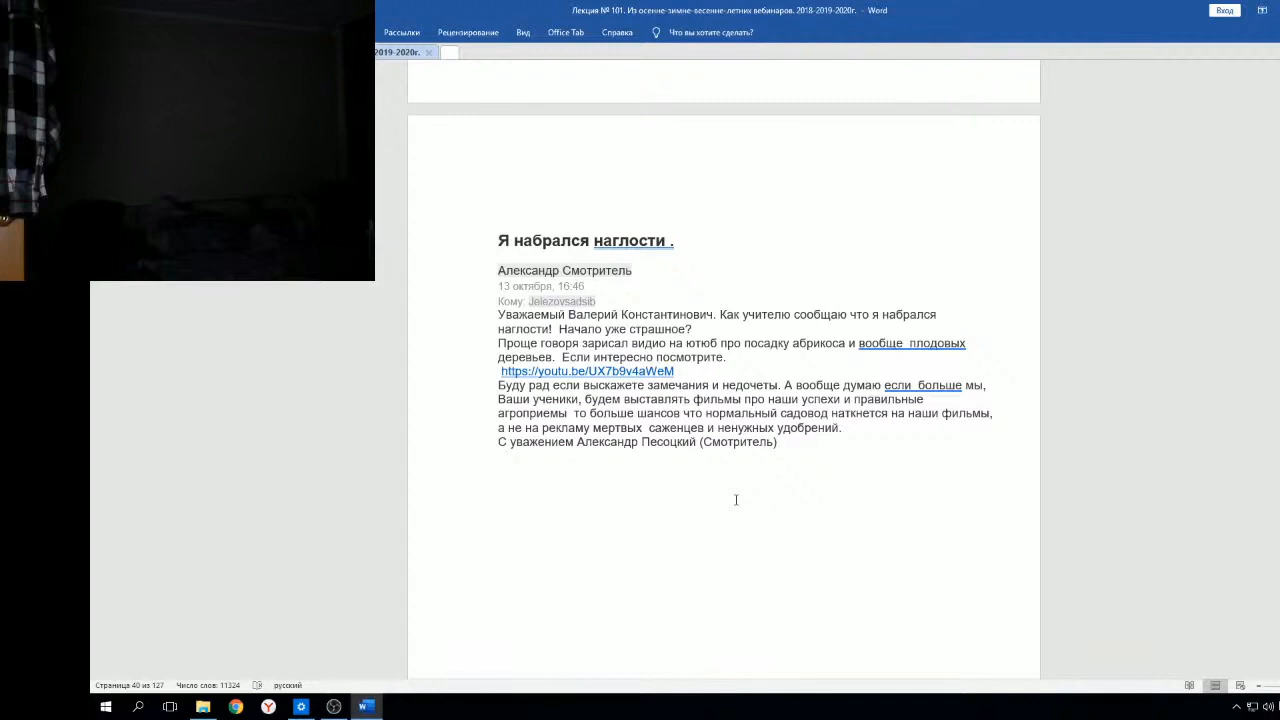 Лекция № 101. Из осенне-зимне-весенне-летних вебинаров. 2018-2019-2020г. - Word
Вход
Рассылки Рецензирование Вид Office Tab Справка Что вы хотите сделать?
2019-2020г.
Я набрался наглости .
Александр Смотритель
13 октября, 16:46
Кому: Jelezovsadsib
Уважаемый Валерий Константинович. Как учителю сообщаю что я набрался
наглости! Начало уже страшное?
Проще говоря зарисал видио на ютюб про посадку абрикоса и вообще плодовых
деревьев. Если интересно посмотрите.
https://youtu.be/UX7b9v4aWeM
Буду рад если выскажете замечания и недочеты. А вообще думаю если больше мы,
Ваши ученики, будем выставлять фильмы про наши успехи и правильные
агроприемы то больше шансов что нормальный садовод наткнется на наши фильмы,
а не на рекламу мертвых саженцев и ненужных удобрений.
С уважением Александр Песоцкий (Смотритель)
Страница 40 из 127 Число слов: 11324 русский